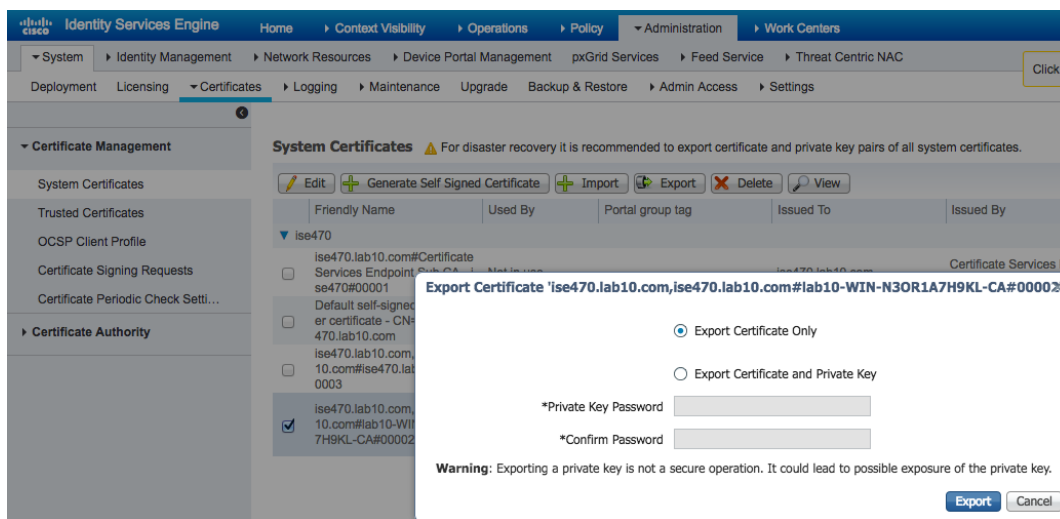 cisco Identity Services Engine Home Context Visibility Operations Policy Administration Work Centers
System Identity Management Network Resources Device Portal Management pxGrid Services Feed Service Threat Centric NAC
Click
Deployment Licensing Certificates Logging Maintenance Upgrade Backup & Restore Admin Access Settings
Certificate Management
System Certificates
Trusted Certificates
OCSP Client Profile
Certificate Signing Requests
Certificate Periodic Check Setti...
Certificate Authority
System Certificates For disaster recovery it is recommended to export certificate and private key pairs of all system certificates.
Edit Generate Self Signed Certificate Import Export Delete View
Friendly Name Used By Portal group tag Issued To Issued By
ise470
ise470.lab10.com#Certificate
Services Endpoint Sub CA Not in use ise470.lab10.com Certificate Services
se470#00001
Default self-signed
er certificate - CN=
470.lab10.com
ise470.lab10.com,
10.com#ise470.lab
0003
ise470.lab10.com,
10.com#lab10-WIN
7H9KL-CA#00002
Export Certificate 'ise470.lab10.com,ise470.lab10.com#lab10-WIN-N3OR1A7H9KL-CA#00002
Export Certificate Only
Export Certificate and Private Key
*Private Key Password
*Confirm Password
Warning: Exporting a private key is not a secure operation. It could lead to possible exposure of the private key.
Export Cancel